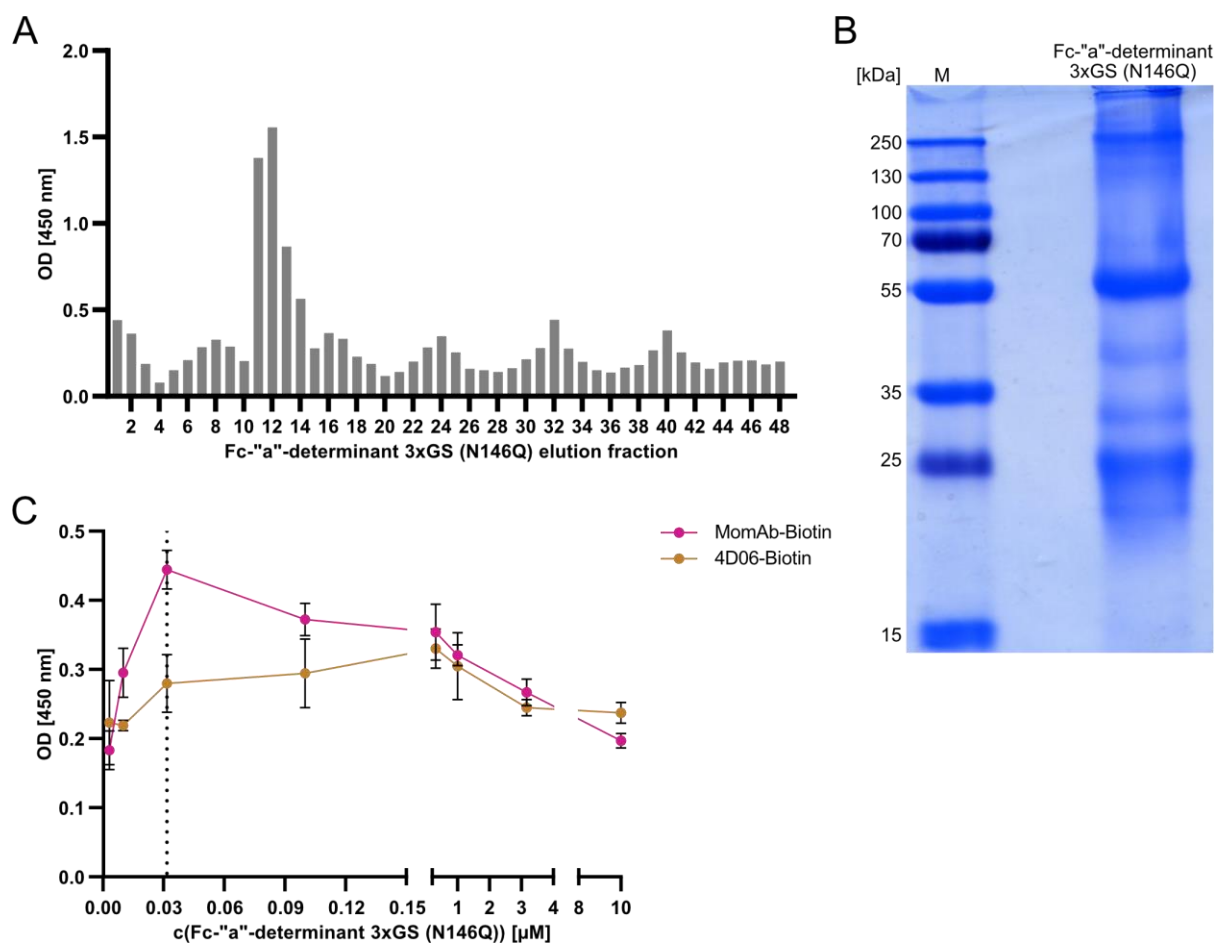 A
2.0
1.5
1.0
0.5
0.0
OD [450 nm]
2 4 6 8 10 12 14 16 18 20 22 24 26 28 30 32 34 36 38 40 42 44 46 48
Fc-"a"-determinant 3xGS (N146Q) elution fraction
B
Fc-"a"-determinant
3xGS (N146Q)
[kDa] M
250
130
100
70
55
35
25
15
C
0.5
0.4
0.3
0.2
0.1
0.0
OD [450 nm]
MomAb-Biotin
4D06-Biotin
0.00 0.03 0.06 0.09 0.12 0.15 1 2 3 4 8 10
c(Fc-"a"-determinant 3xGS (N146Q)) [µM]